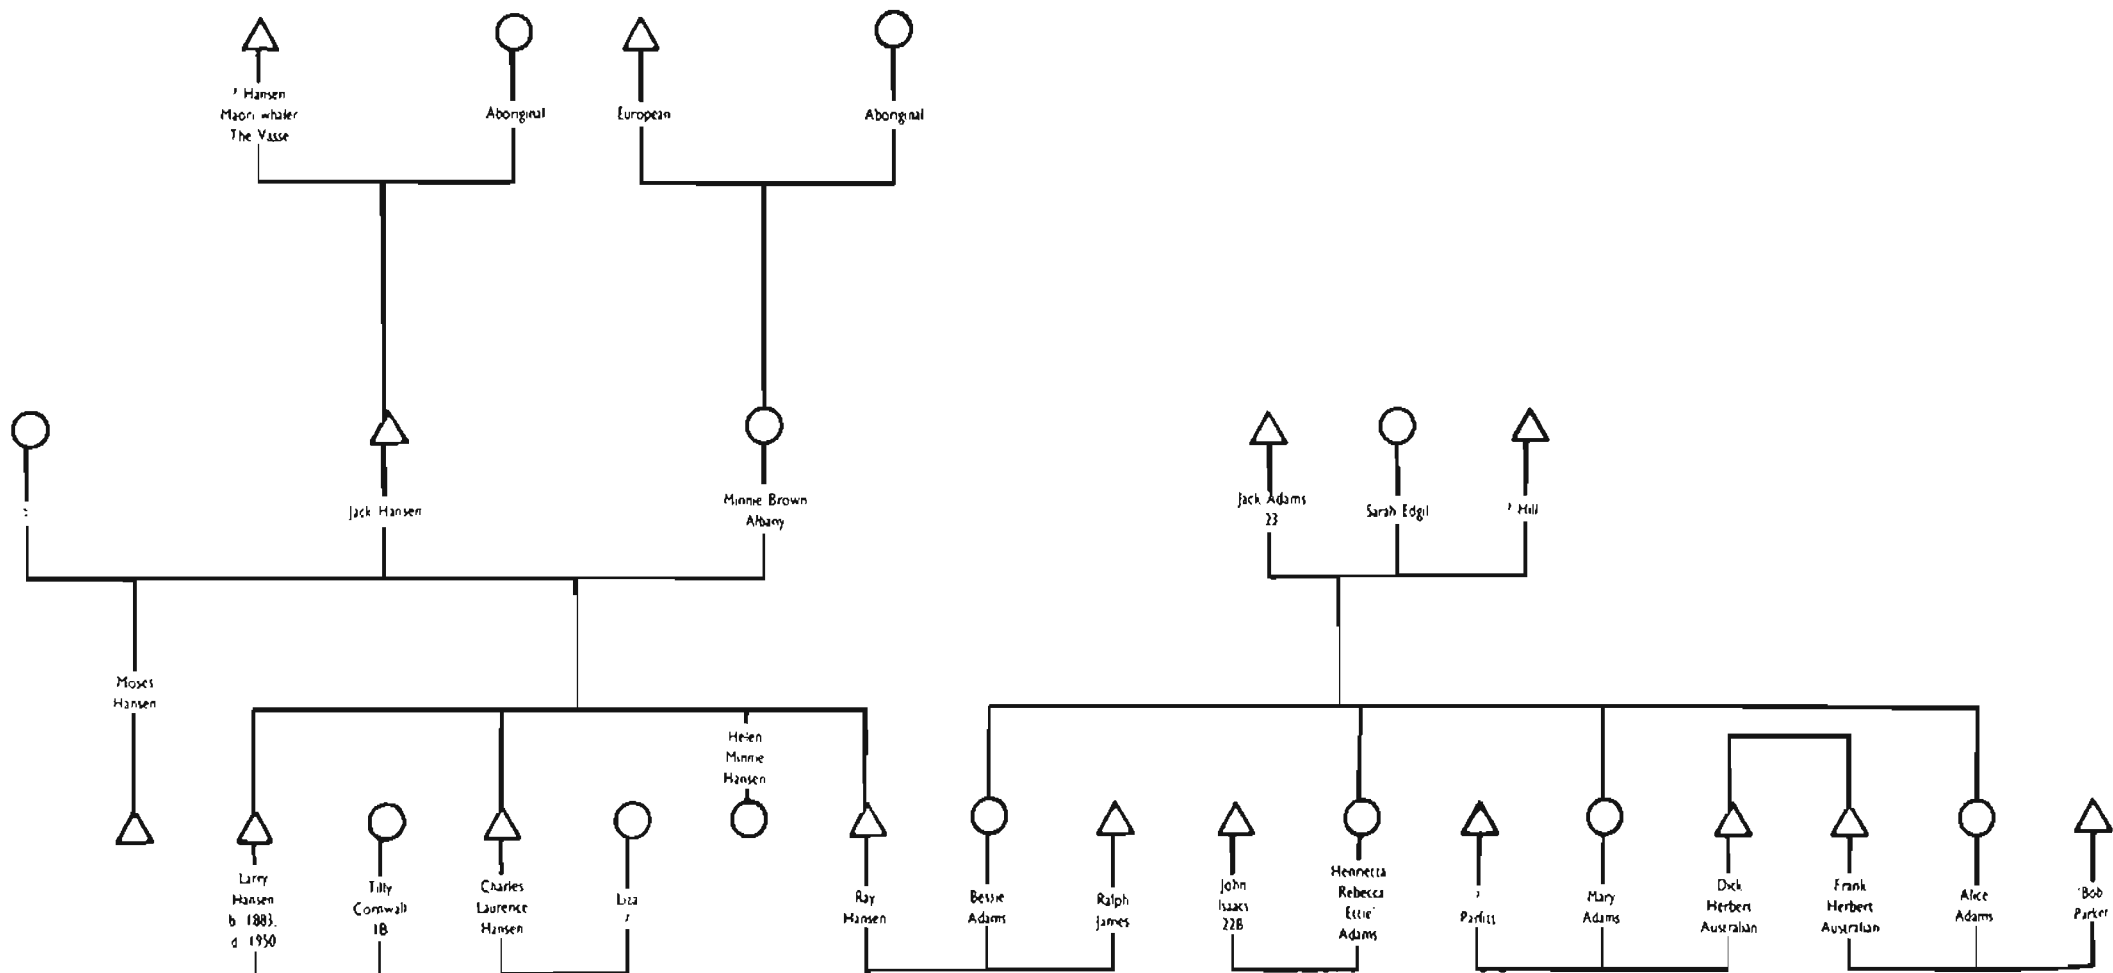 ? Hansen
Maori whaler
The Vasse
Aboriginal
European
Aboriginal
?
Jack Hansen
Minnie Brown
Albany
Jack Adams
23
Sarah Edgil
? Hill
Moses
Hansen
Helen
Minnie
Hansen
Larry
Hansen
b 1883,
d 1950
Tilly
Cornwall
1B
Charles
Laurence
Hansen
Liza
?
Ray
Hansen
Bessie
Adams
Ralph
James
John
Isaacs
22B
Henrietta
Rebecca
'Ettie'
Adams
?
Parfitt
Mary
Adams
Dick
Herbert
Australian
Frank
Herbert
Australian
Alice
Adams
'Bob'
Parker